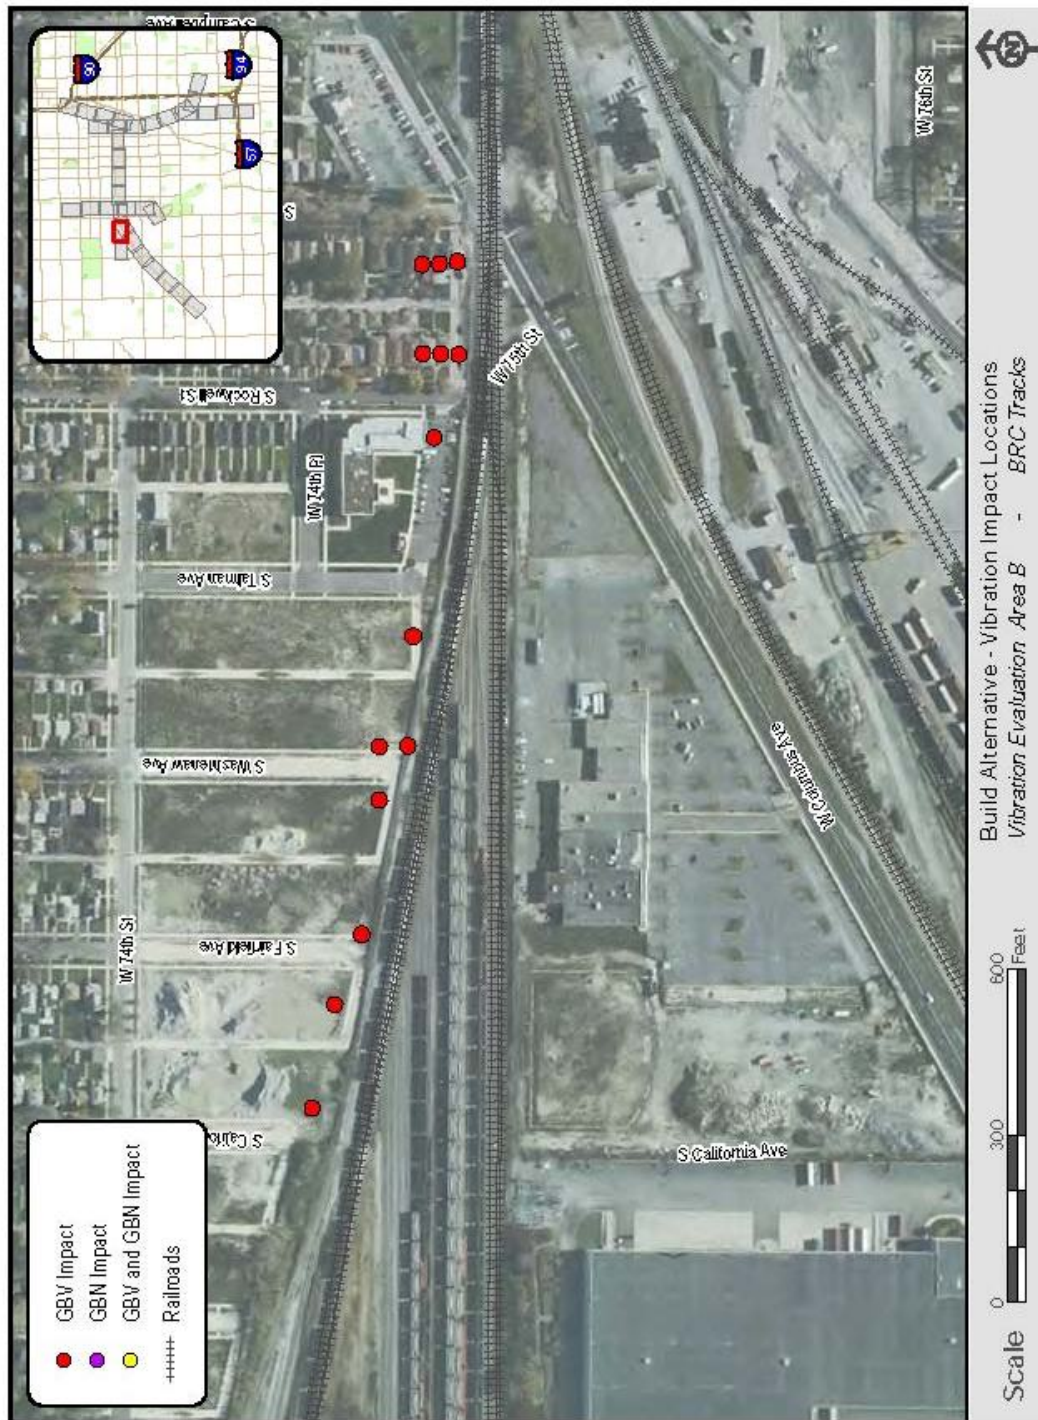 S Campbell Ave
90
94
57
S
W 76th St
S Rockwell St
W 75th St
W 74th Pl
S Talman Ave
S Washtenaw Ave
W Columbus Ave
W 74th St
S Fairfield Ave
S California Ave
GBV Impact
GBN Impact
GBV and GBN Impact
Railroads
N
Build Alternative - Vibration Impact Locations
Vibration Evaluation Area B - BRC Tracks
Scale
0 300 600
Feet